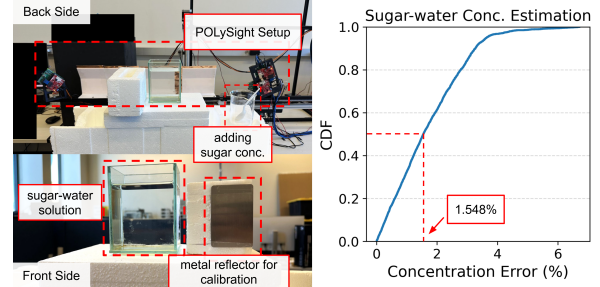 Back Side
POLySight Setup
adding
sugar conc.
sugar-water
solution
metal reflector for
calibration
Front Side
Sugar-water Conc. Estimation
CDF
1.0
0.8
0.6
0.4
0.2
0.0
1.548%
0
2
4
6
Concentration Error (%)